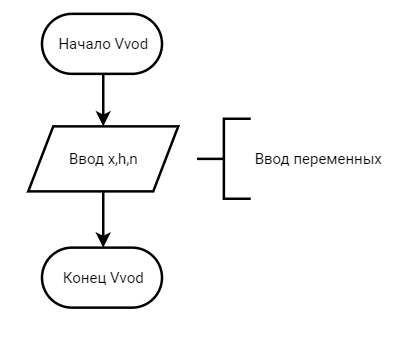 Начало Vvod
Ввод x,h,n
Ввод переменных
Конец Vvod